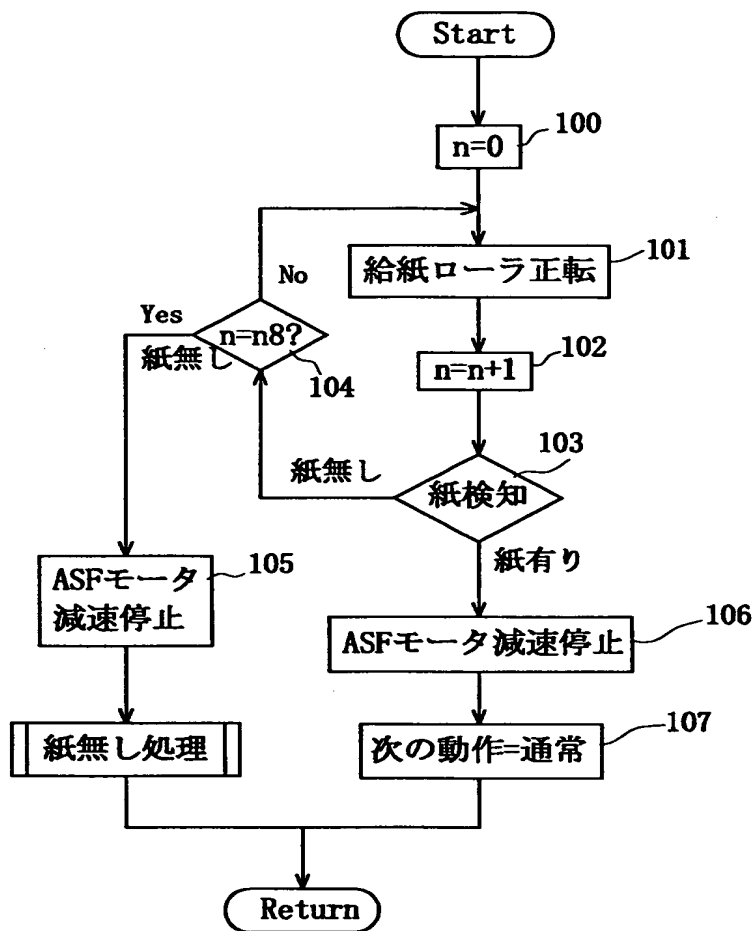 Start
100
n=0
給紙ローラ正転
101
n=n+1
102
紙検知
103
紙無し
紙有り
n=n8?
104
No
Yes
紙無し
ASFモータ
減速停止
105
紙無し処理
ASFモータ減速停止
106
次の動作=通常
107
Return